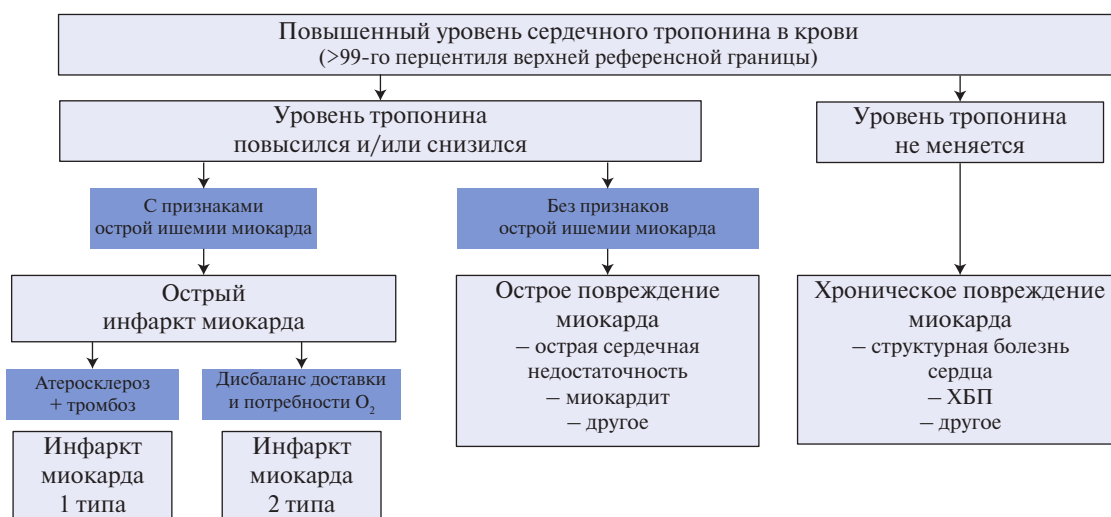 Повышенный уровень сердечного тропонина в крови
(>99-го перцентиля верхней референсной границы)
Уровень тропонина
повысился и/или снизился
Уровень тропонина
не меняется
С признаками
острой ишемии миокарда
Без признаков
острой ишемии миокарда
Острый
инфаркт миокарда
Острое повреждение
миокарда
– острая сердечная
недостаточность
– миокардит
– другое
Хроническое повреждение
миокарда
– структурная болезнь
сердца
– ХБП
– другое
Атеросклероз
+ тромбоз
Дисбаланс доставки
и потребности O₂
Инфаркт
миокарда
1 типа
Инфаркт
миокарда
2 типа